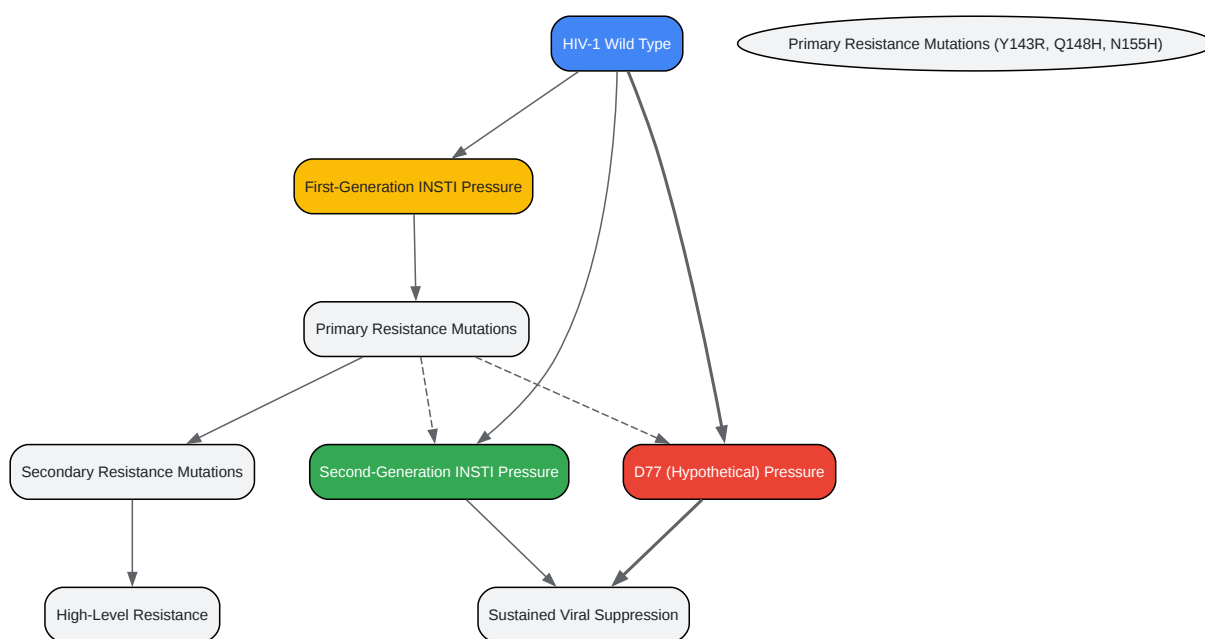 HIV-1 Wild Type
Primary Resistance Mutations (Y143R, Q148H, N155H)
First-Generation INSTI Pressure
Primary Resistance Mutations
Secondary Resistance Mutations
Second-Generation INSTI Pressure
D77 (Hypothetical) Pressure
High-Level Resistance
Sustained Viral Suppression